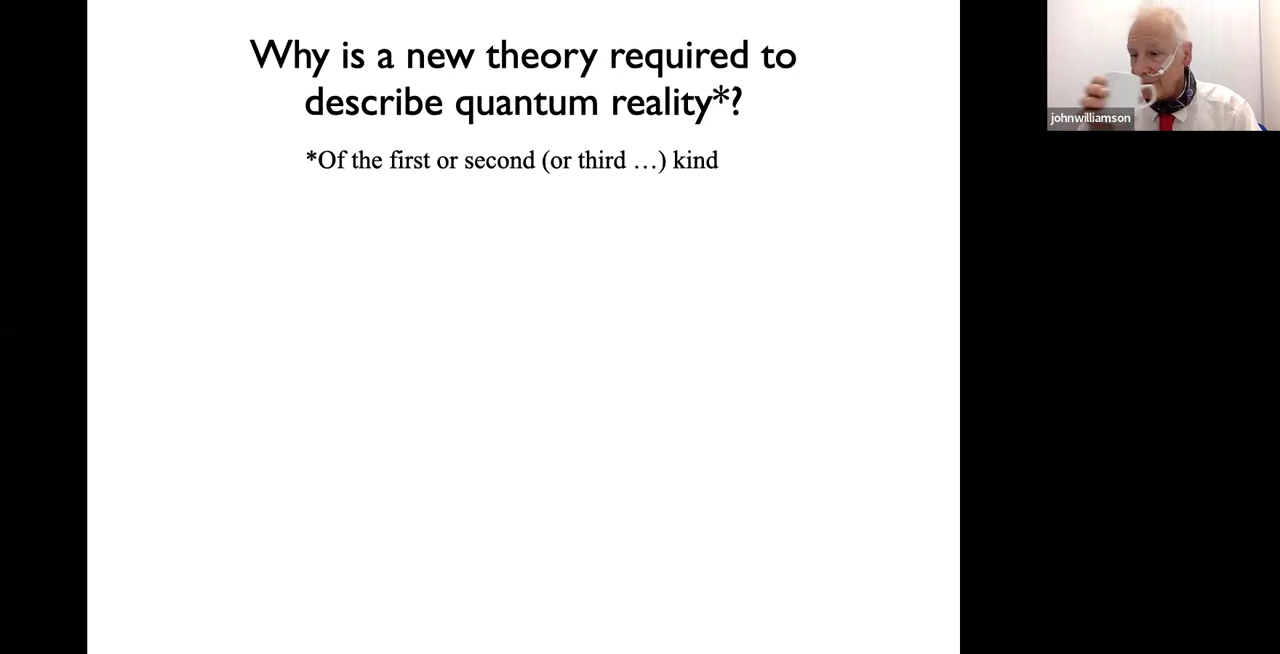 Why is a new theory required to
describe quantum reality*?
*Of the first or second (or third …) kind
johnwilliamson